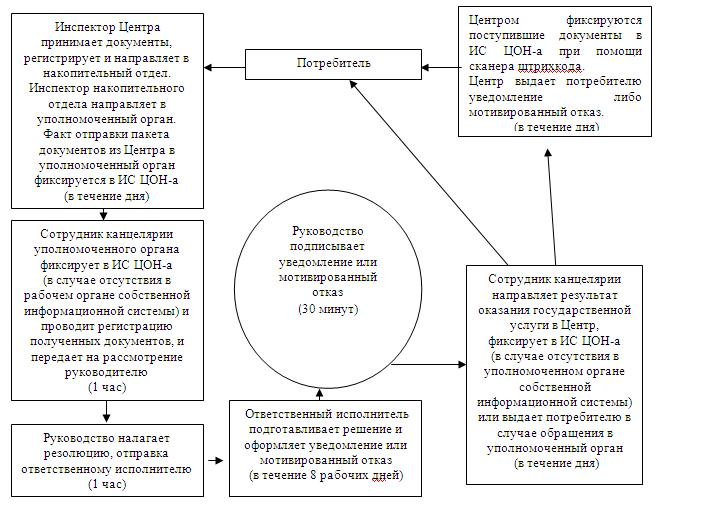 Инспектор Центра
принимает документы,
регистрирует и направляет в
накопительный отдел.
Инспектор накопительного
отдела направляет в
уполномоченный орган.
Факт отправки пакета
документов из Центра в
уполномоченный орган
фиксируется в ИС ЦОН-а
(в течение дня)
Потребитель
Центром фиксируются
поступившие документы в
ИС ЦОН-а при помощи
сканера штрихкода.
Центр выдает потребителю
уведомление либо
мотивированный отказ.
(в течение дня)
Сотрудник канцелярии
уполномоченного органа
фиксирует в ИС ЦОН-а
(в случае отсутствия в
рабочем органе собственной
информационной системы) и
проводит регистрацию
полученных документов, и
передает на рассмотрение
руководителю
(1 час)
Руководство
подписывает
уведомление или
мотивированный
отказ
(30 минут)
Сотрудник канцелярии
направляет результат
оказания государственной
услуги в Центр,
фиксирует в ИС ЦОН-а
(в случае отсутствия в
уполномоченном органе
собственной
информационной системы)
или выдает потребителю в
случае обращения в
уполномоченный орган
(в течение дня)
Руководство налагает
резолюцию, отправка
ответственному исполнителю
(1 час)
Ответственный исполнитель
подготавливает решение и
оформляет уведомление или
мотивированный отказ
(в течение 8 рабочих дней)